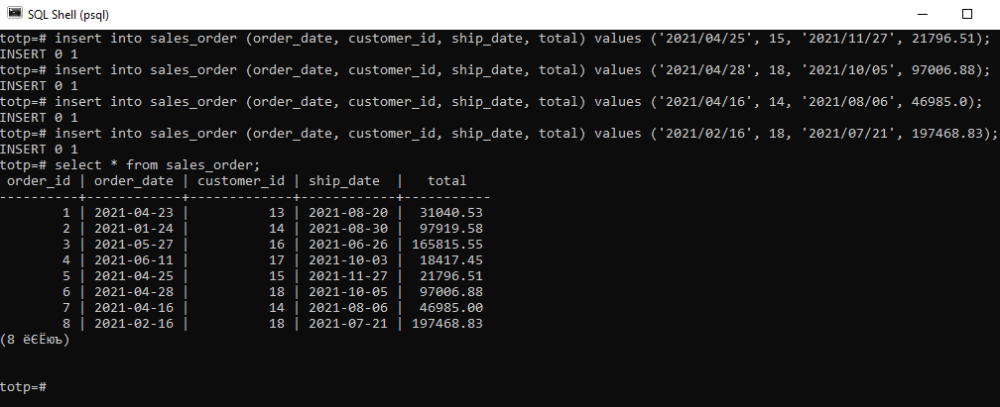 SQL Shell (psql)
totp=# insert into sales_order (order_date, customer_id, ship_date, total) values ('2021/04/25', 15, '2021/11/27', 21796.51);
INSERT 0 1
totp=# insert into sales_order (order_date, customer_id, ship_date, total) values ('2021/04/28', 18, '2021/10/05', 97006.88);
INSERT 0 1
totp=# insert into sales_order (order_date, customer_id, ship_date, total) values ('2021/04/16', 14, '2021/08/06', 46985.0);
INSERT 0 1
totp=# insert into sales_order (order_date, customer_id, ship_date, total) values ('2021/02/16', 18, '2021/07/21', 197468.83);
INSERT 0 1
totp=# select * from sales_order;
 order_id | order_date | customer_id | ship_date  |   total
----------+------------+-------------+------------+-----------
        1 | 2021-04-23 |          13 | 2021-08-20 |  31040.53
        2 | 2021-01-24 |          14 | 2021-08-30 |  97919.58
        3 | 2021-05-27 |          16 | 2021-06-26 | 165815.55
        4 | 2021-06-11 |          17 | 2021-10-03 |  18417.45
        5 | 2021-04-25 |          15 | 2021-11-27 |  21796.51
        6 | 2021-04-28 |          18 | 2021-10-05 |  97006.88
        7 | 2021-04-16 |          14 | 2021-08-06 |  46985.00
        8 | 2021-02-16 |          18 | 2021-07-21 | 197468.83
(8 ёЄЁюъ)
totp=#